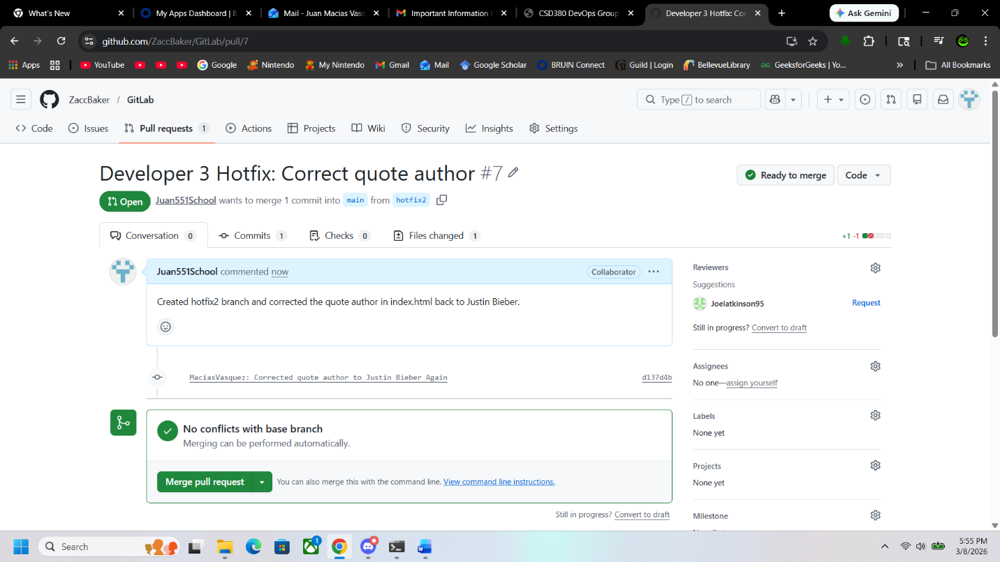 What's New
My Apps Dashboard | B
Mail - Juan Macias Vasq
Important Information
CSD380 DevOps Group
Developer 3 Hotfix: Cor
Ask Gemini
github.com/ZaccBaker/GitLab/pull/7
Apps
YouTube
Google
Nintendo
My Nintendo
Gmail
Mail
Google Scholar
BRUIN Connect
Guild | Login
BellevueLibrary
GeeksforGeeks | Yo...
All Bookmarks
ZaccBaker / GitLab
Type / to search
Code
Issues
Pull requests 1
Actions
Projects
Wiki
Security
Insights
Settings
Developer 3 Hotfix: Correct quote author #7
Ready to merge
Code
Open
Juan551School wants to merge 1 commit into main from hotfix2
Conversation 0
Commits 1
Checks 0
Files changed 1
+1 -1
Juan551School commented now
Collaborator
Created hotfix2 branch and corrected the quote author in index.html back to Justin Bieber.
MaciasVasquez: Corrected quote author to Justin Bieber Again
d137d4b
No conflicts with base branch
Merging can be performed automatically.
Merge pull request
You can also merge this with the command line. View command line instructions.
Still in progress? Convert to draft
Reviewers
Suggestions
Joelatkinson95
Request
Still in progress? Convert to draft
Assignees
No one—assign yourself
Labels
None yet
Projects
None yet
Milestone
Search
1
5:55 PM
3/8/2026